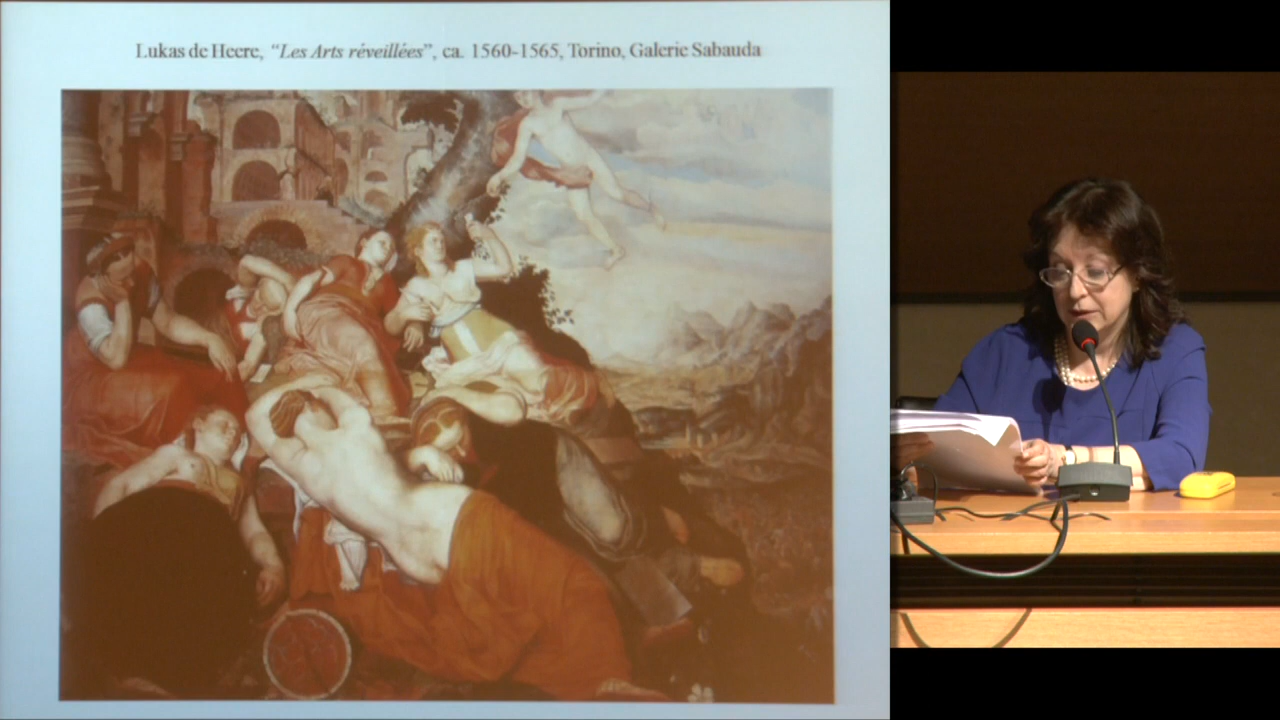 Lukas de Heere, “Les Arts réveillées”, ca. 1560-1565, Torino, Galerie Sabauda